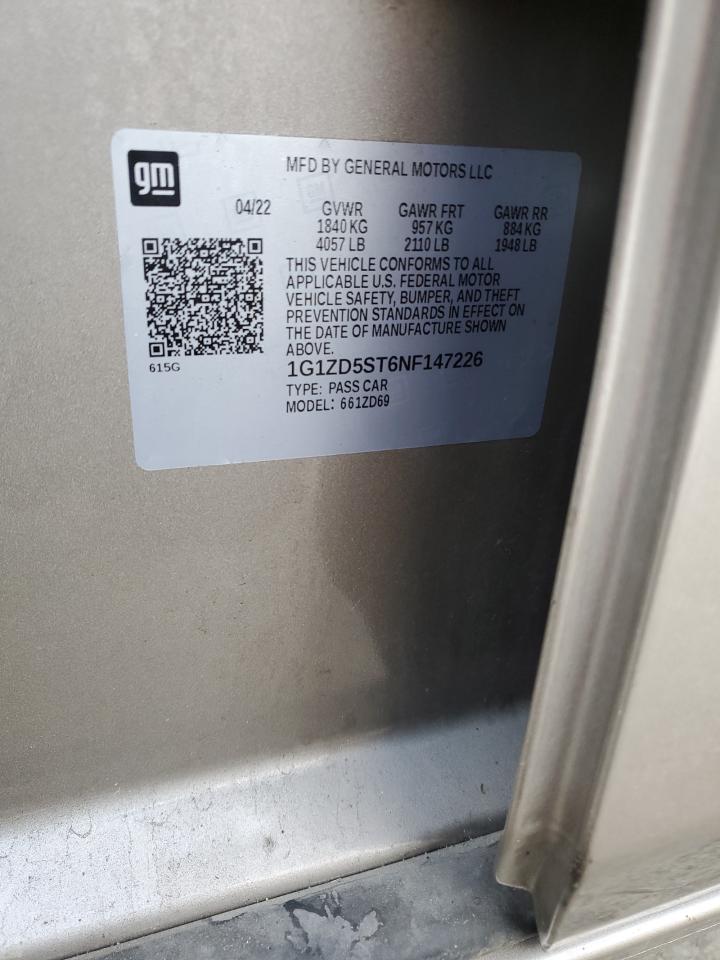 gm
MFD BY GENERAL MOTORS LLC
04/22 GVWR GAWR FRT GAWR RR
1840 KG 957 KG 884 KG
4057 LB 2110 LB 1948 LB
THIS VEHICLE CONFORMS TO ALL
APPLICABLE U.S. FEDERAL MOTOR
VEHICLE SAFETY, BUMPER, AND THEFT
PREVENTION STANDARDS IN EFFECT ON
THE DATE OF MANUFACTURE SHOWN
ABOVE.
615G
1G1ZD5ST6NF147226
TYPE: PASS CAR
MODEL: 661ZD69